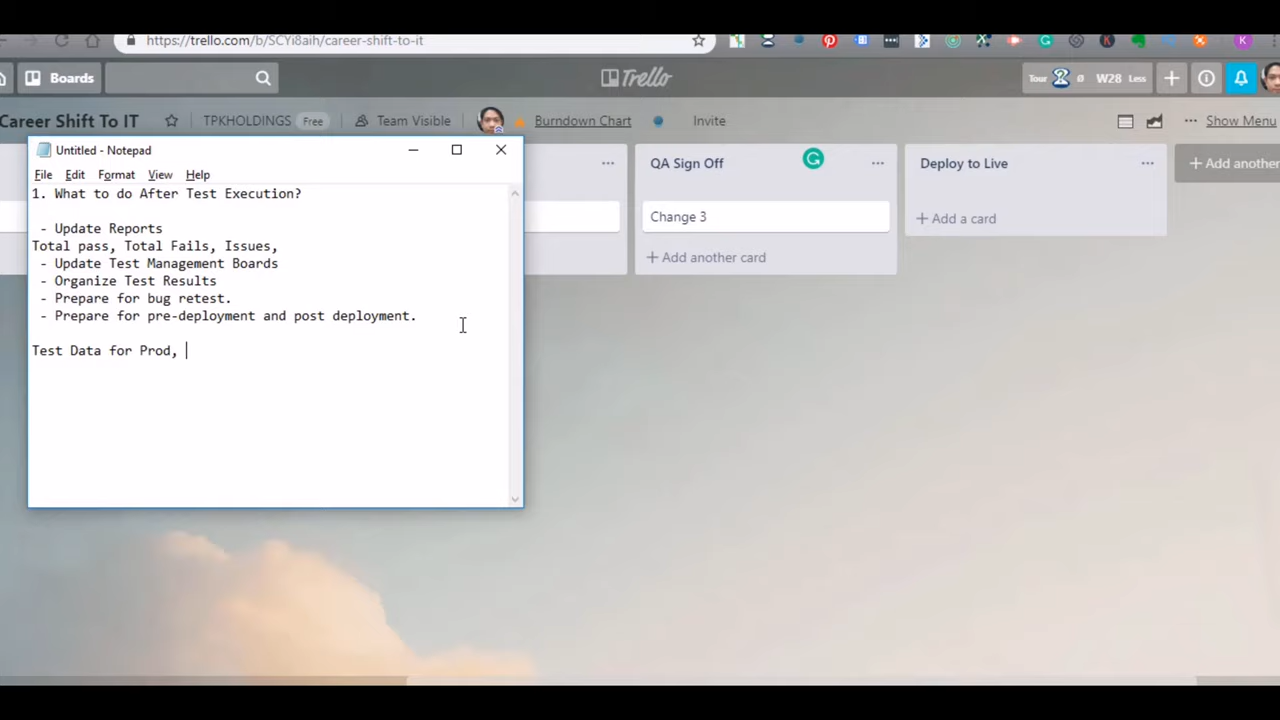 https://trello.com/b/SCYi8aih/career-shift-to-it
Boards
Trello
Tour
W28 Less
Career Shift To IT
TPKHOLDINGS Free
Team Visible
Burndown Chart
Invite
... Show Menu
Untitled - Notepad
File Edit Format View Help
1. What to do After Test Execution?
- Update Reports
Total pass, Total Fails, Issues,
- Update Test Management Boards
- Organize Test Results
- Prepare for bug retest.
- Prepare for pre-deployment and post deployment.
Test Data for Prod,
QA Sign Off
Change 3
+ Add another card
Deploy to Live
+ Add a card
+ Add another